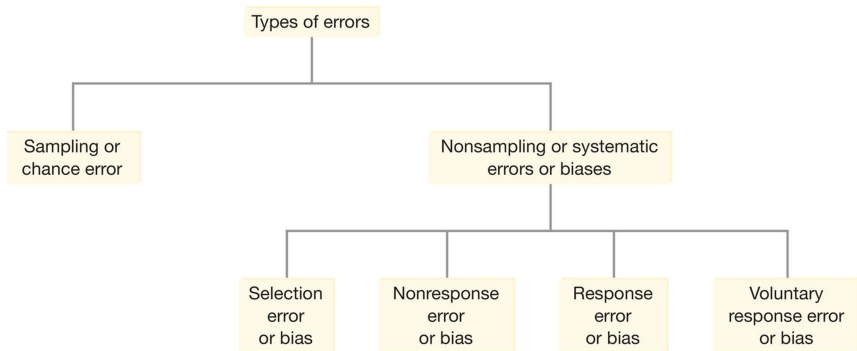 Types of errors
Sampling or
chance error
Nonsampling or systematic
errors or biases
Selection
error
or bias
Nonresponse
error
or bias
Response
error
or bias
Voluntary
response error
or bias